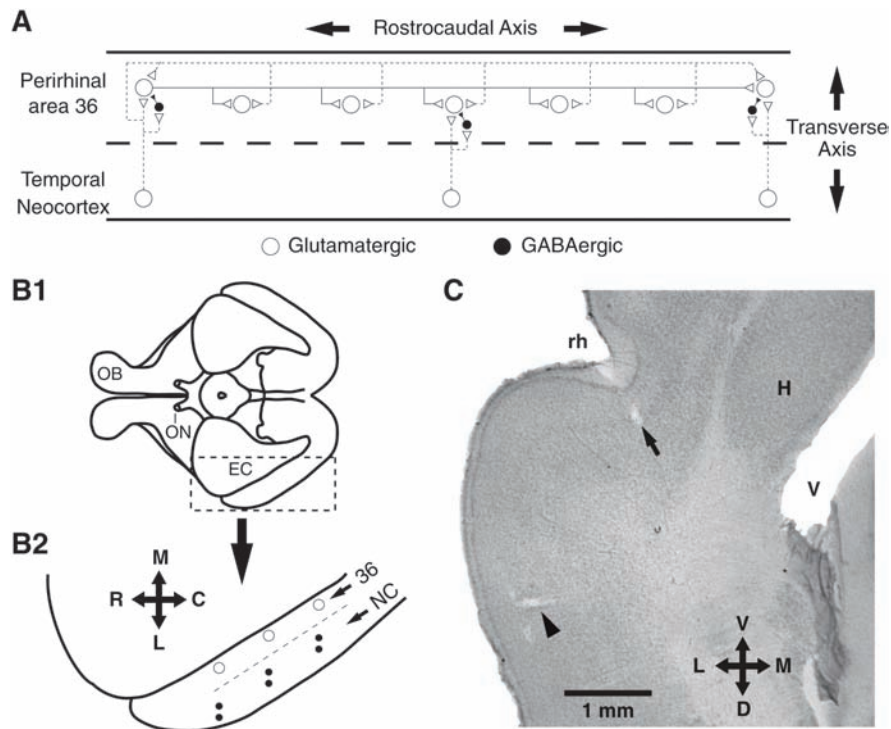 A
Rostrocaudal Axis
Perirhinal
area 36
Transverse
Axis
Temporal
Neocortex
Glutamatergic
GABAergic
B1
OB
ON
EC
B2
M
R
C
L
36
NC
C
rh
H
V
V
L
M
D
1 mm